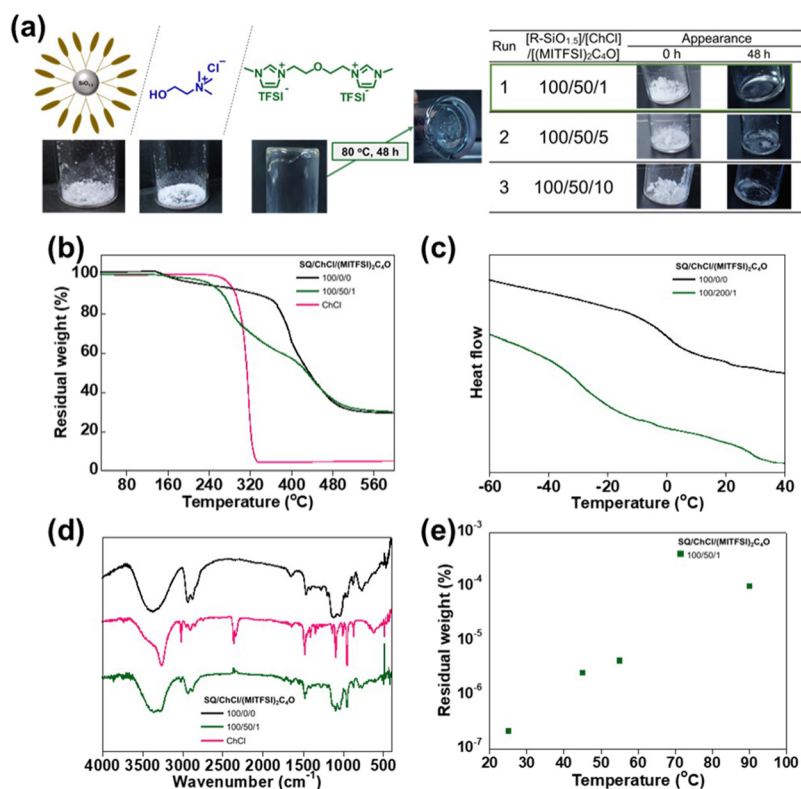 (a)
SiO1.5
HO
N
+
Cl−
N
N
+
O
N
+
N
TFSI-
TFSI-
80 oC, 48 h
Run
[R-SiO1.5]/[ChCl]
/[(MITFSI)2C4O]
Appearance
0 h
48 h
1
100/50/1
2
100/50/5
3
100/50/10
(b)
SQ/ChCl/(MITFSI)2C4O
100/0/0
100/50/1
ChCl
100
80
60
40
20
0
80
160
240
320
400
480
560
Residual weight (%)
Temperature (oC)
(c)
SQ/ChCl/(MITFSI)2C4O
100/0/0
100/200/1
Heat flow
-60
-40
-20
0
20
40
Temperature (oC)
(d)
SQ/ChCl/(MITFSI)2C4O
100/0/0
100/50/1
ChCl
4000
3500
3000
2500
2000
1500
1000
500
Wavenumber (cm-1)
(e)
SQ/ChCl/(MITFSI)2C4O
100/50/1
10-3
10-4
10-5
10-6
10-7
Residual weight (%)
20
30
40
50
60
70
80
90
100
Temperature (oC)